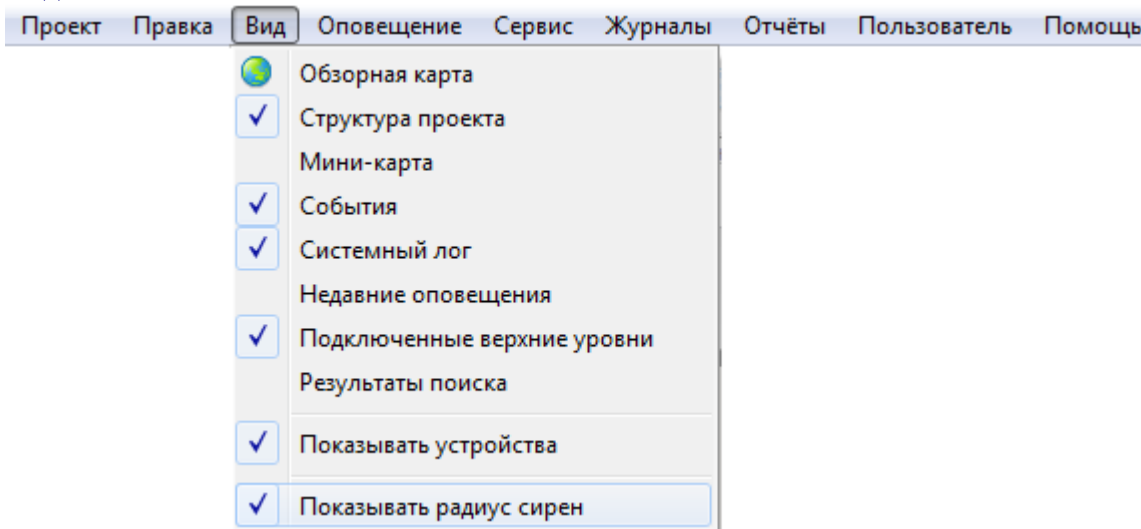 Проект Правка Вид Оповещение Сервис Журналы Отчёты Пользователь Помощь
Обзорная карта
Структура проекта
Мини-карта
События
Системный лог
Недавние оповещения
Подключенные верхние уровни
Результаты поиска
Показывать устройства
Показывать радиус сирен